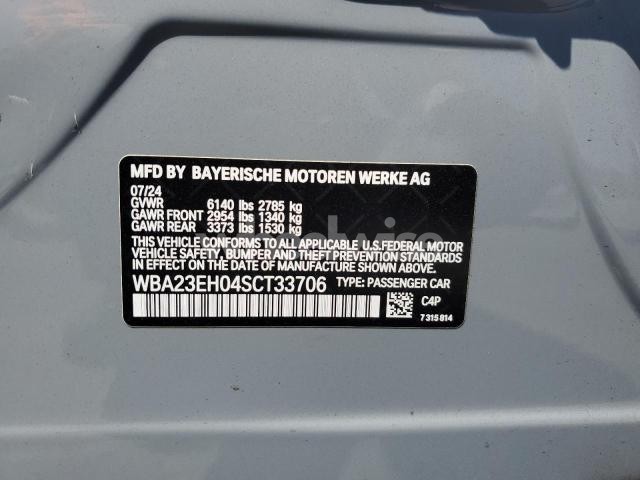 MFD BY BAYERISCHE MOTOREN WERKE AG
07/24
GVWR 6140 lbs 2785 kg
GAWR FRONT 2954 lbs 1340 kg
GAWR REAR 3373 lbs 1530 kg
THIS VEHICLE CONFORMS TO ALL APPLICABLE U.S.FEDERAL MOTOR
VEHICLE SAFETY, BUMPER AND THEFT PREVENTION STANDARDS
IN EFFECT ON THE DATE OF MANUFACTURE SHOWN ABOVE.
WBA23EH04SCT33706 TYPE: PASSENGER CAR
C4P
7 315 814